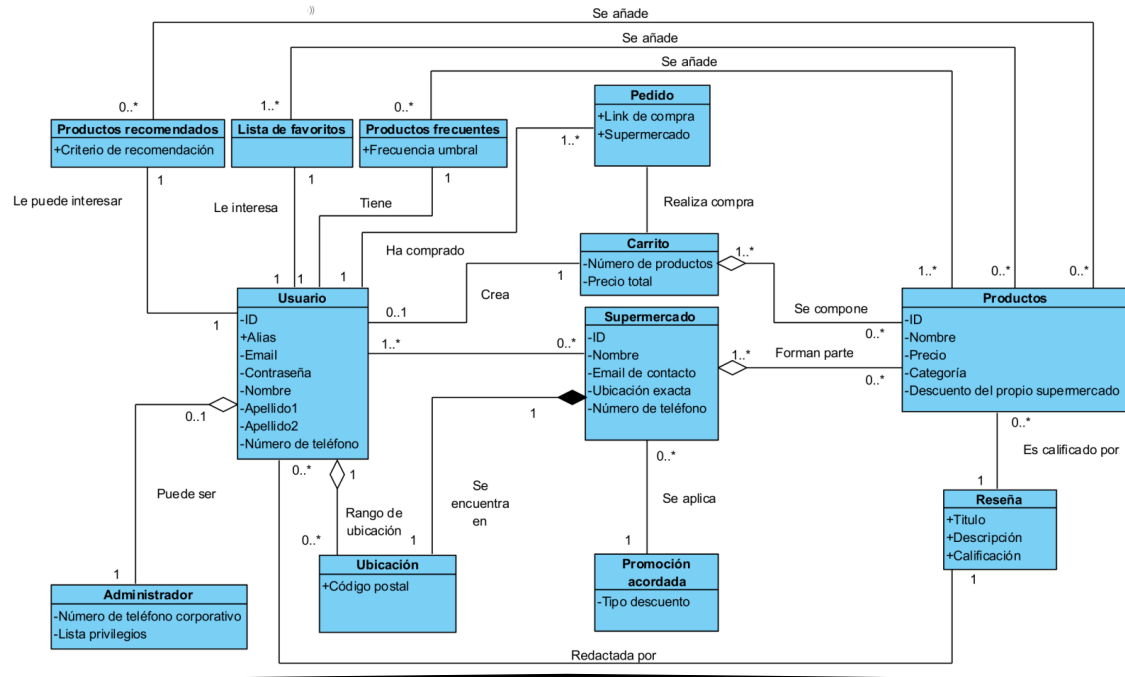 ))
Se añade
Se añade
Se añade
0..*
1..*
0..*
Pedido
+Link de compra
+Supermercado
1..*
Productos recomendados
+Criterio de recomendación
Lista de favoritos
Productos frecuentes
+Frecuencia umbral
1
1
1
Le puede interesar
Le interesa
Tiene
Realiza compra
Ha comprado
Carrito
-Número de productos
-Precio total
1..*
1
1
1
1
1
Crea
0..1
1..*
0..*
0..*
Usuario
-ID
+Alias
-Email
-Contraseña
-Nombre
-Apellido1
-Apellido2
-Número de teléfono
Supermercado
-ID
-Nombre
-Email de contacto
-Ubicación exacta
-Número de teléfono
Productos
-ID
-Nombre
-Precio
-Categoría
-Descuento del propio supermercado
Se compone
0..*
1..*
0..*
1..*
Forman parte
0..*
0..1
1
0..*
1
0..*
0..*
Es calificado por
Puede ser
Rango de
ubicación
Se
encuentra
en
Se aplica
1
Reseña
+Titulo
+Descripción
+Calificación
0..*
1
1
1
1
Ubicación
+Código postal
Promoción
acordada
-Tipo descuento
Administrador
-Número de teléfono corporativo
-Lista privilegios
Redactada por